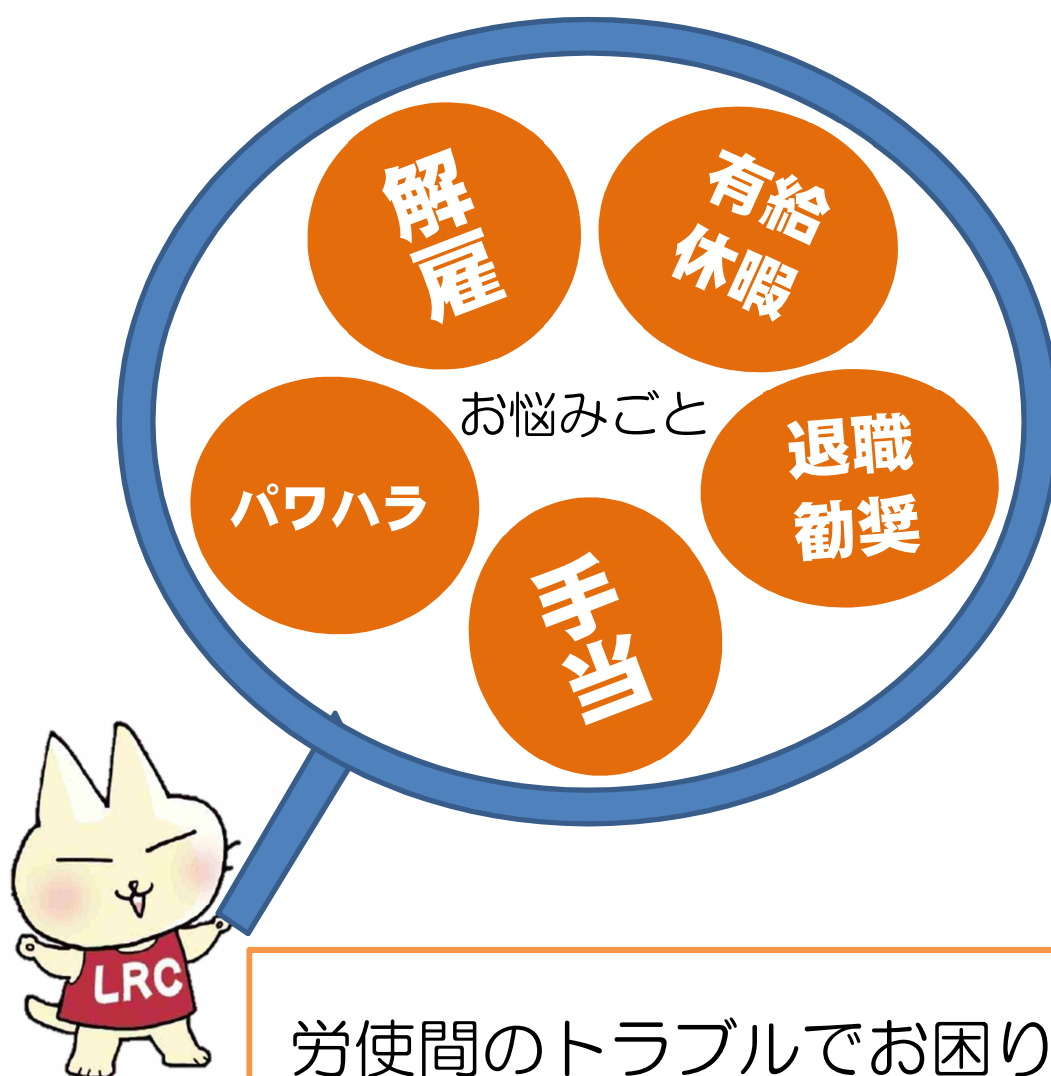 解雇
有給
休暇
お悩みごと
パワハラ
退職
勧奨
手当
LRC
労使間のトラブルでお困り